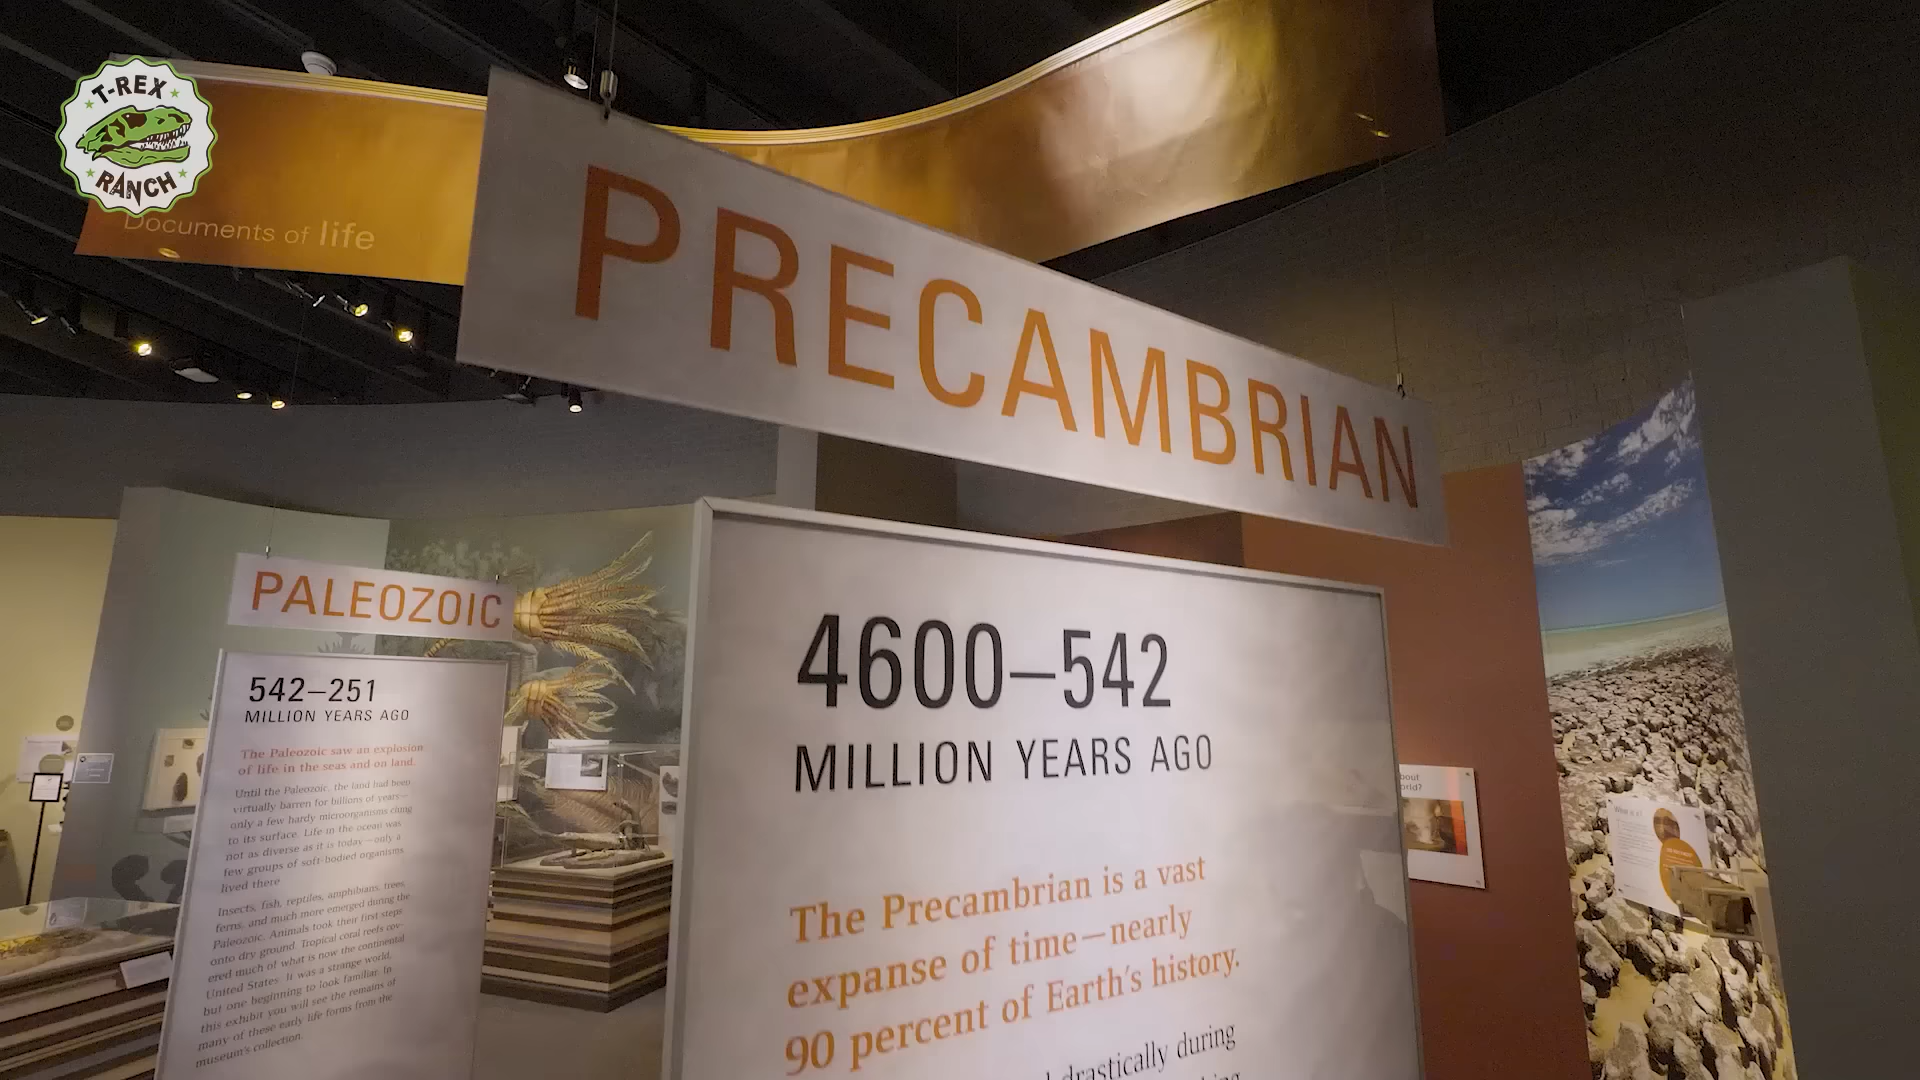 T-REX
RANCH
Documents of life
PRECAMBRIAN
4600–542
MILLION YEARS AGO
The Precambrian is a vast
expanse of time—nearly
90 percent of Earth's history.
drastically during
PALEOZOIC
542–251
MILLION YEARS AGO
The Paleozoic saw an explosion
of life in the seas and on land.
Until the Paleozoic, the land had been
virtually barren for billions of years—
only a few hardy microorganisms clung
to its surface. Life in the ocean was
not as diverse as it is today—only a
few groups of soft-bodied organisms
lived there
Insects, fish, reptiles, amphibians, trees,
ferns, and much more emerged during the
Paleozoic. Animals took their first steps
onto dry ground. Tropical coral reefs cov-
ered much of what is now the continental
United States. It was a strange world,
but one beginning to look familiar. In
this exhibit you will see the remains of
many of these early life forms from the
museum's collection.
What is it?